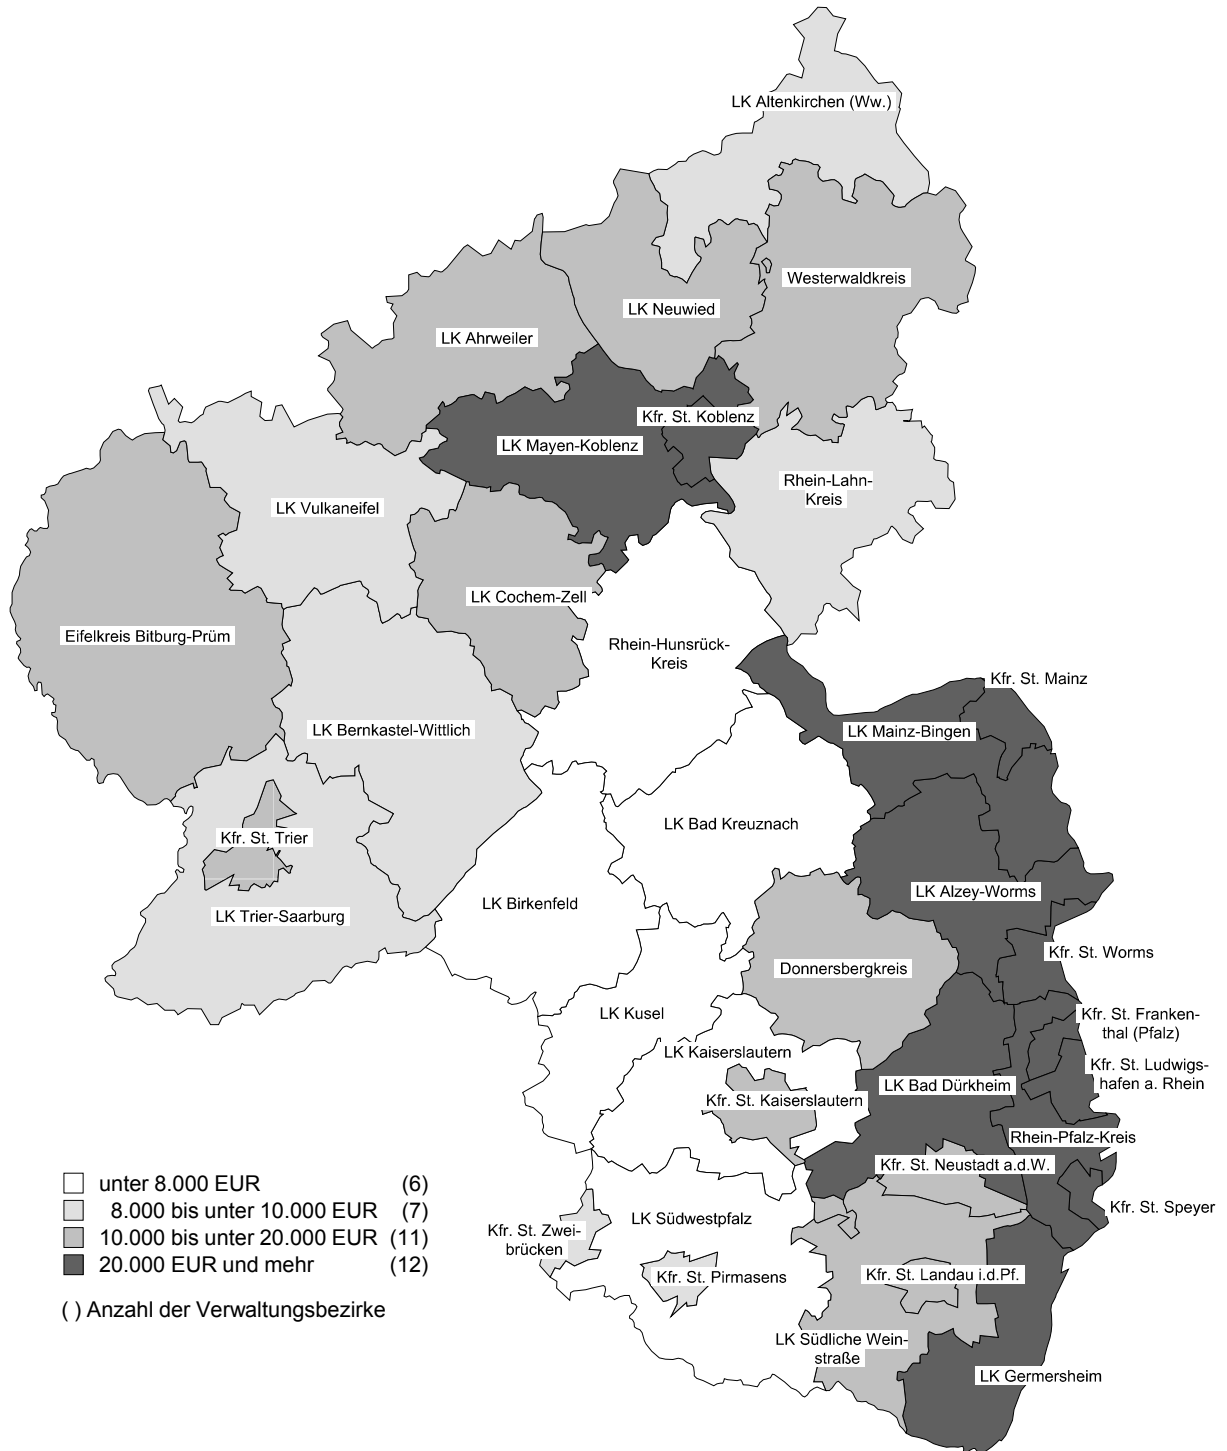 LK Altenkirchen (Ww.)
Westerwaldkreis
LK Neuwied
LK Ahrweiler
Kfr. St. Koblenz
LK Mayen-Koblenz
Rhein-Lahn-
Kreis
LK Vulkaneifel
LK Cochem-Zell
Eifelkreis Bitburg-Prüm
Rhein-Hunsrück-
Kreis
Kfr. St. Mainz
LK Bernkastel-Wittlich
LK Mainz-Bingen
LK Bad Kreuznach
Kfr. St. Trier
LK Alzey-Worms
LK Birkenfeld
LK Trier-Saarburg
Kfr. St. Worms
Donnersbergkreis
LK Kusel
Kfr. St. Franken-
thal (Pfalz)
LK Kaiserslautern
Kfr. St. Ludwigs-
hafen a. Rhein
LK Bad Dürkheim
Kfr. St. Kaiserslautern
Rhein-Pfalz-Kreis
Kfr. St. Neustadt a.d.W.
Kfr. St. Speyer
LK Südwestpfalz
Kfr. St. Zwei-
brücken
Kfr. St. Pirmasens
Kfr. St. Landau i.d.Pf.
LK Südliche Wein-
straße
LK Germersheim
unter 8.000 EUR (6)
8.000 bis unter 10.000 EUR (7)
10.000 bis unter 20.000 EUR (11)
20.000 EUR und mehr (12)
( ) Anzahl der Verwaltungsbezirke